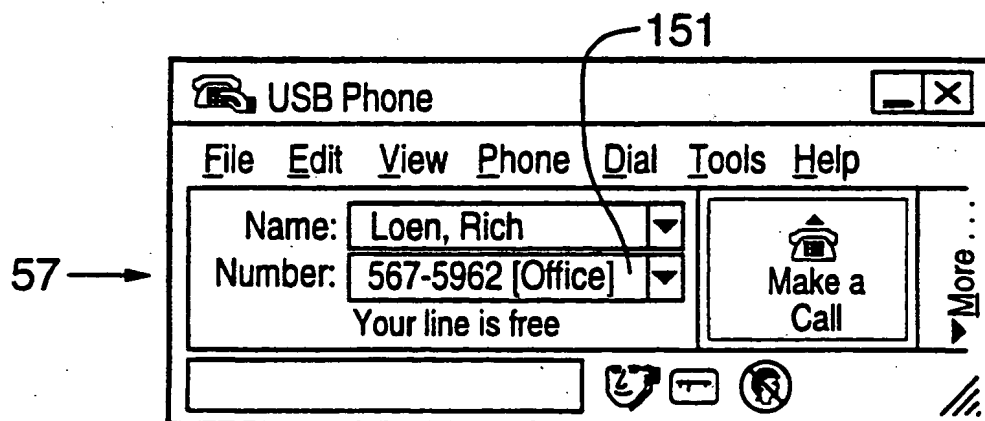 151
USB Phone
File Edit View Phone Dial Tools Help
Name: Loen, Rich
Number: 567-5962 [Office]
Your line is free
Make a
Call
More ...
57